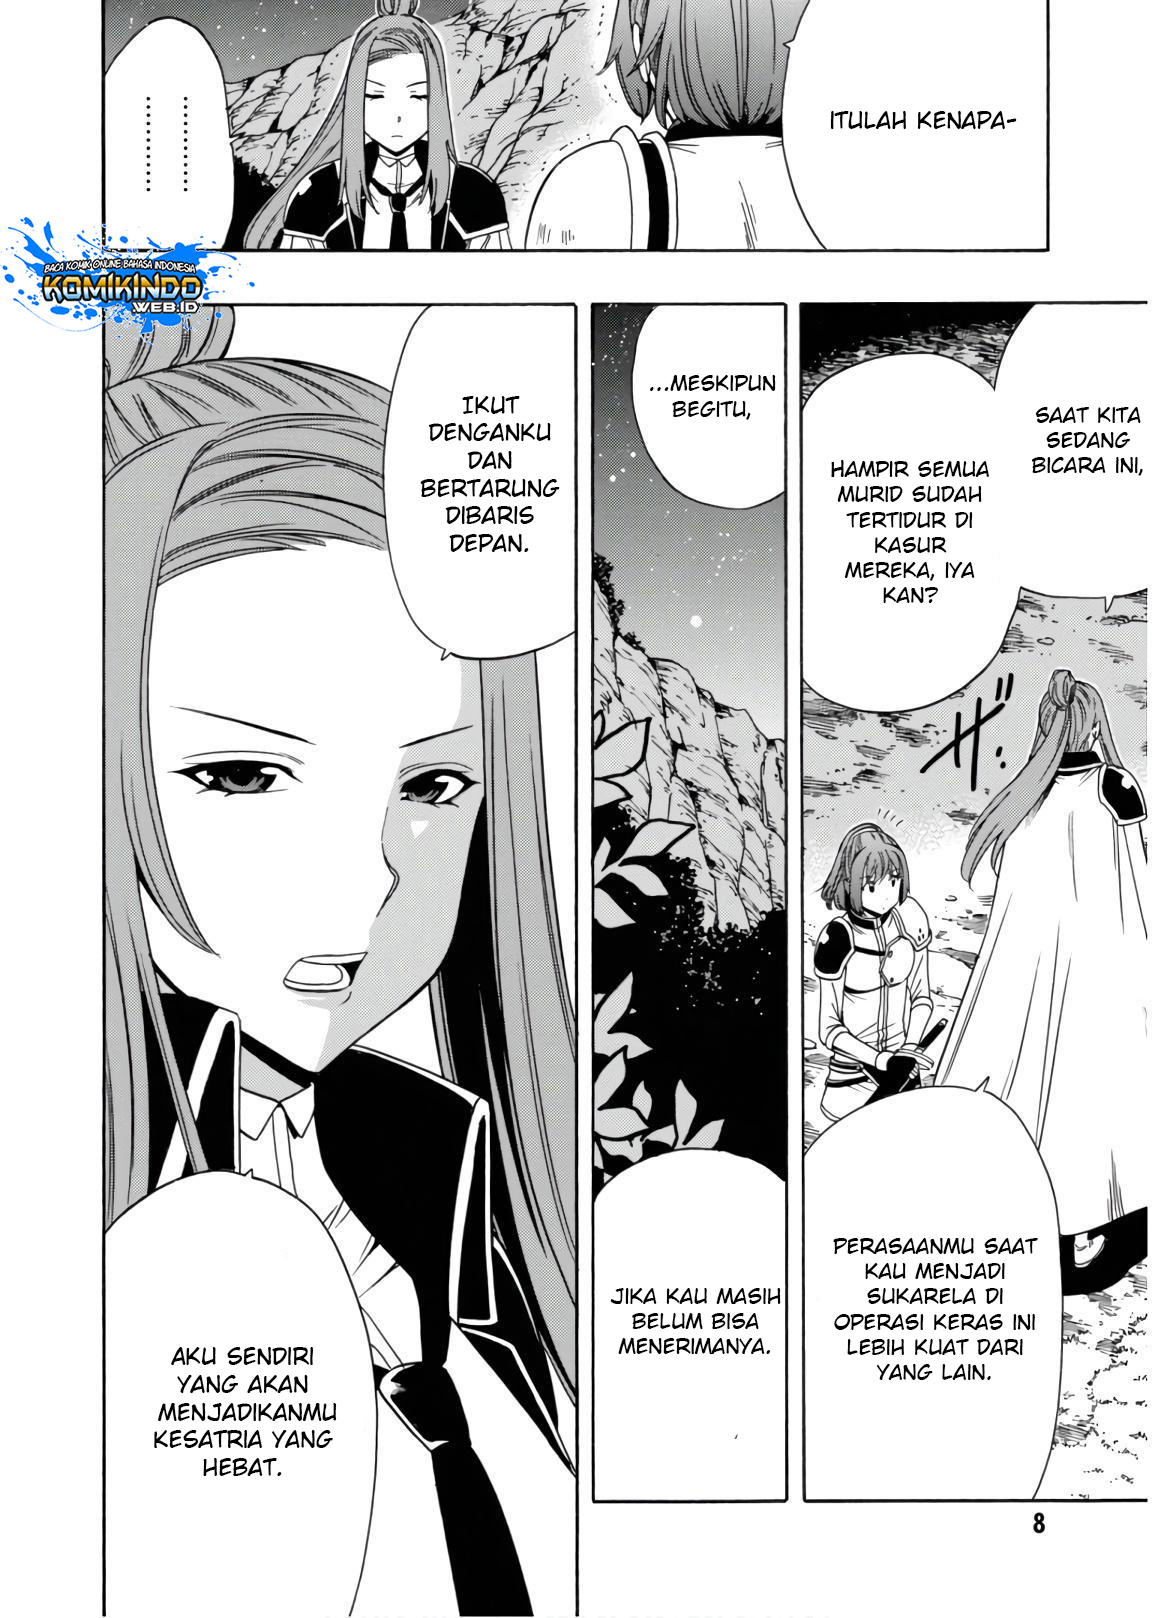 ITULAH KENAPA-
BACA KOMIK ONLINE BAHASA INDONESIA
KOMIKINDO
.WEB.ID
SAAT KITA
SEDANG
BICARA INI,
HAMPIR SEMUA
MURID SUDAH
TERTIDUR DI
KASUR
MEREKA, IYA
KAN?
PERASAANMU SAAT
KAU MENJADI
SUKARELA DI
OPERASI KERAS INI
LEBIH KUAT DARI
YANG LAIN.
...MESKIPUN
BEGITU,
JIKA KAU MASIH
BELUM BISA
MENERIMANYA.
IKUT
DENGANKU
DAN
BERTARUNG
DIBARIS
DEPAN.
AKU SENDIRI
YANG AKAN
MENJADIKANMU
KESATRIA YANG
HEBAT.
8